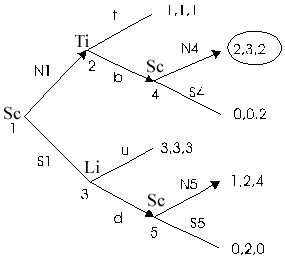 t
1,1,1
Ti
2
N1
b
Sc
4
N4
2,3,2
S4
0,0.2
Sc
1
S1
Li
3
u
3,3,3
d
Sc
5
N5
1,2,4
S5
0,2,0